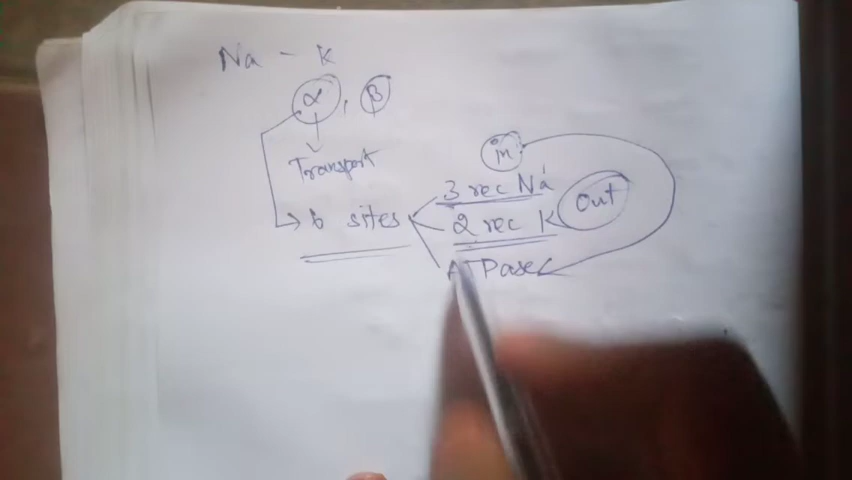 Na - K
α, β
Transport
in
3 rec Na
6 sites
2 rec K
out
ATPase